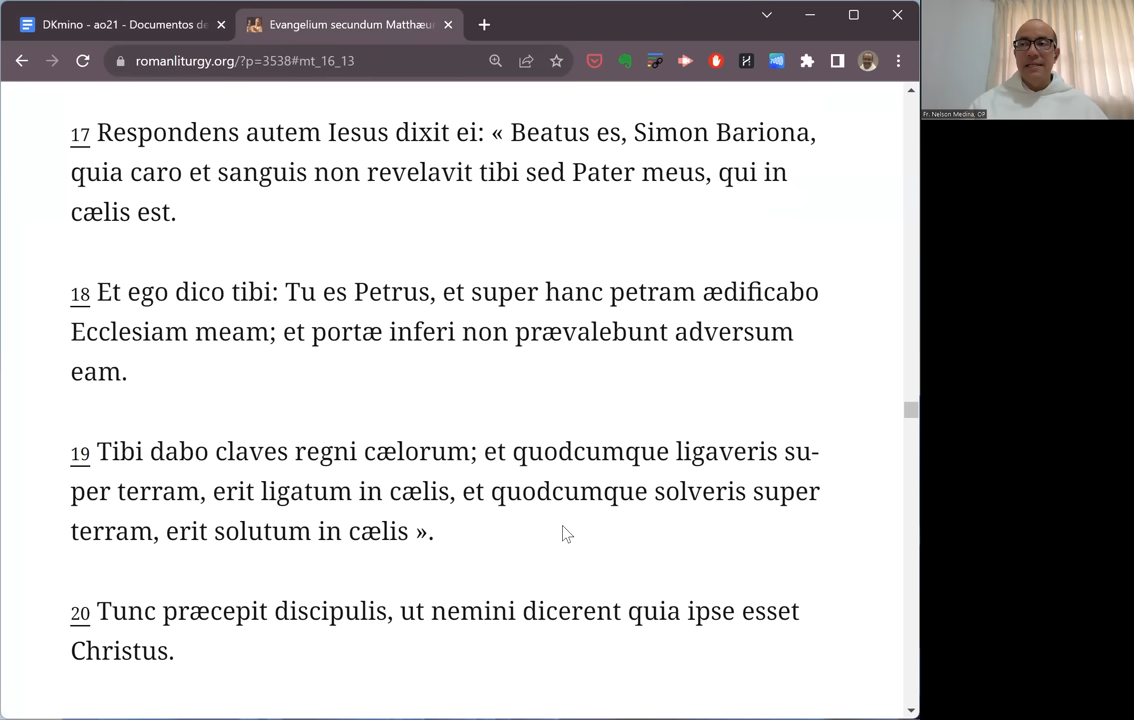 DKmino - ao21 - Documentos de
Evangelium secundum Matthæu
romanliturgy.org/?p=3538#mt_16_13
Fr. Nelson Medina, OP
17 Respondens autem Iesus dixit ei: « Beatus es, Simon Bariona,
quia caro et sanguis non revelavit tibi sed Pater meus, qui in
cælis est.
18 Et ego dico tibi: Tu es Petrus, et super hanc petram ædificabo
Ecclesiam meam; et portæ inferi non prævalebunt adversum
eam.
19 Tibi dabo claves regni cælorum; et quodcumque ligaveris su-
per terram, erit ligatum in cælis, et quodcumque solveris super
terram, erit solutum in cælis ».
20 Tunc præcepit discipulis, ut nemini dicerent quia ipse esset
Christus.